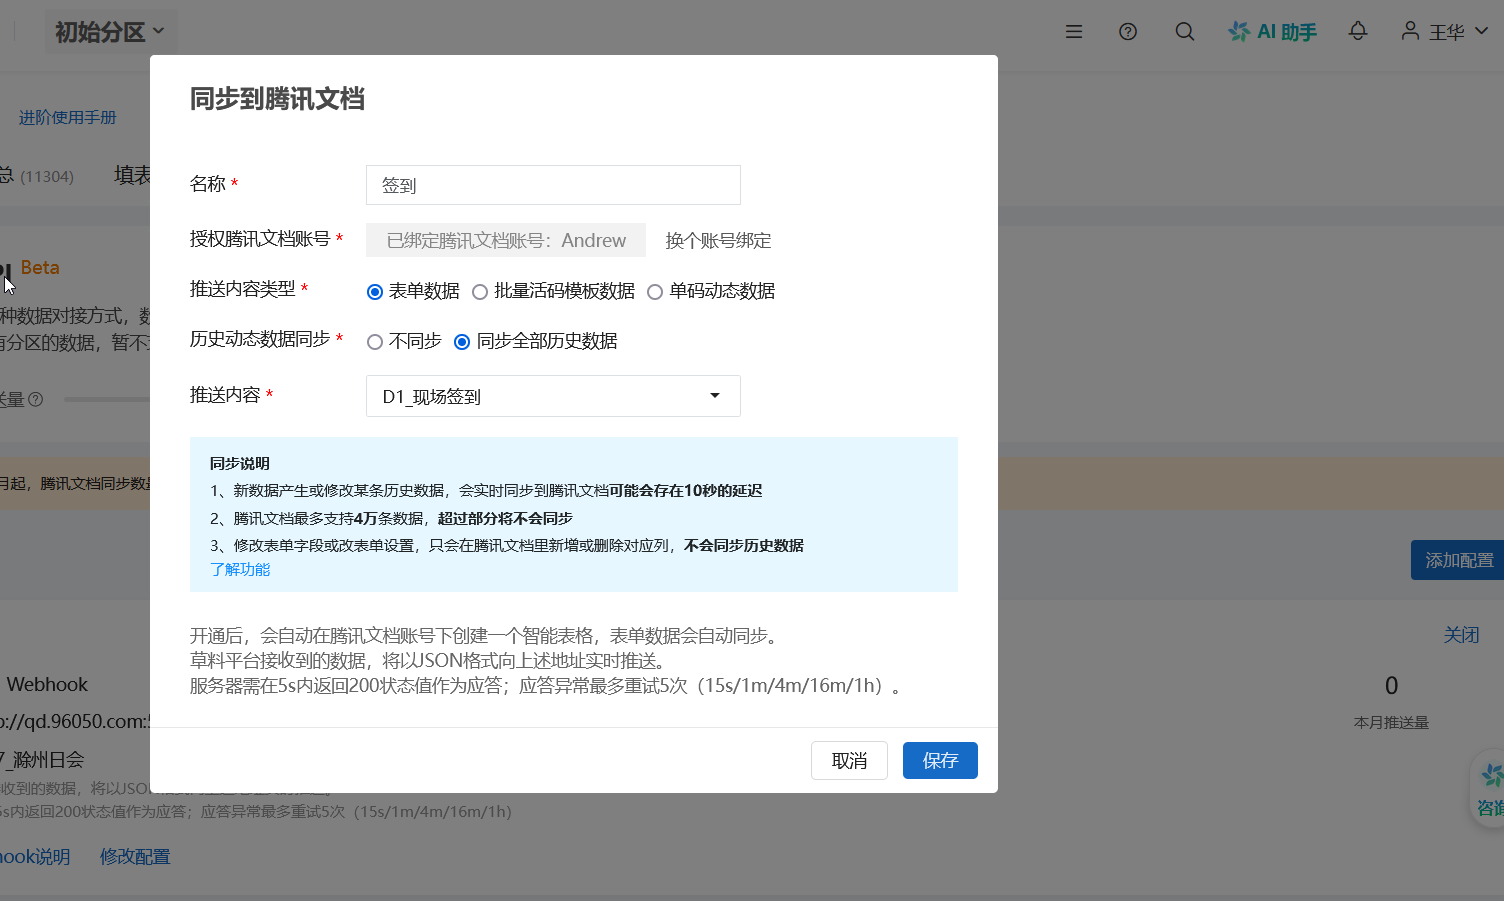 初始分区
AI 助手
王华
进阶使用手册
总 (11304)
填表
Beta
种数据对接方式，
有分区的数据，暂不
送量
月起，腾讯文档同步数量
添加配置
关闭
Webhook
0
p://qd.96050.com:5
本月推送量
7_滁州日会
收到的数据，将以JSON
5s内返回200状态值作为应答；应答异常最多重试5次（15s/1m/4m/16m/1h）
hook说明
修改配置
咨询
同步到腾讯文档
名称 *
签到
授权腾讯文档账号 *
已绑定腾讯文档账号：Andrew
换个账号绑定
推送内容类型 *
表单数据
批量活码模板数据
单码动态数据
历史动态数据同步 *
不同步
同步全部历史数据
推送内容 *
D1_现场签到
同步说明
1、新数据产生或修改某条历史数据，会实时同步到腾讯文档可能会存在10秒的延迟
2、腾讯文档最多支持4万条数据，超过部分将不会同步
3、修改表单字段或改表单设置，只会在腾讯文档里新增或删除对应列，不会同步历史数据
了解功能
开通后，会自动在腾讯文档账号下创建一个智能表格，表单数据会自动同步。
草料平台接收到的数据，将以JSON格式向上述地址实时推送。
服务器需在5s内返回200状态值作为应答；应答异常最多重试5次（15s/1m/4m/16m/1h）。
取消
保存